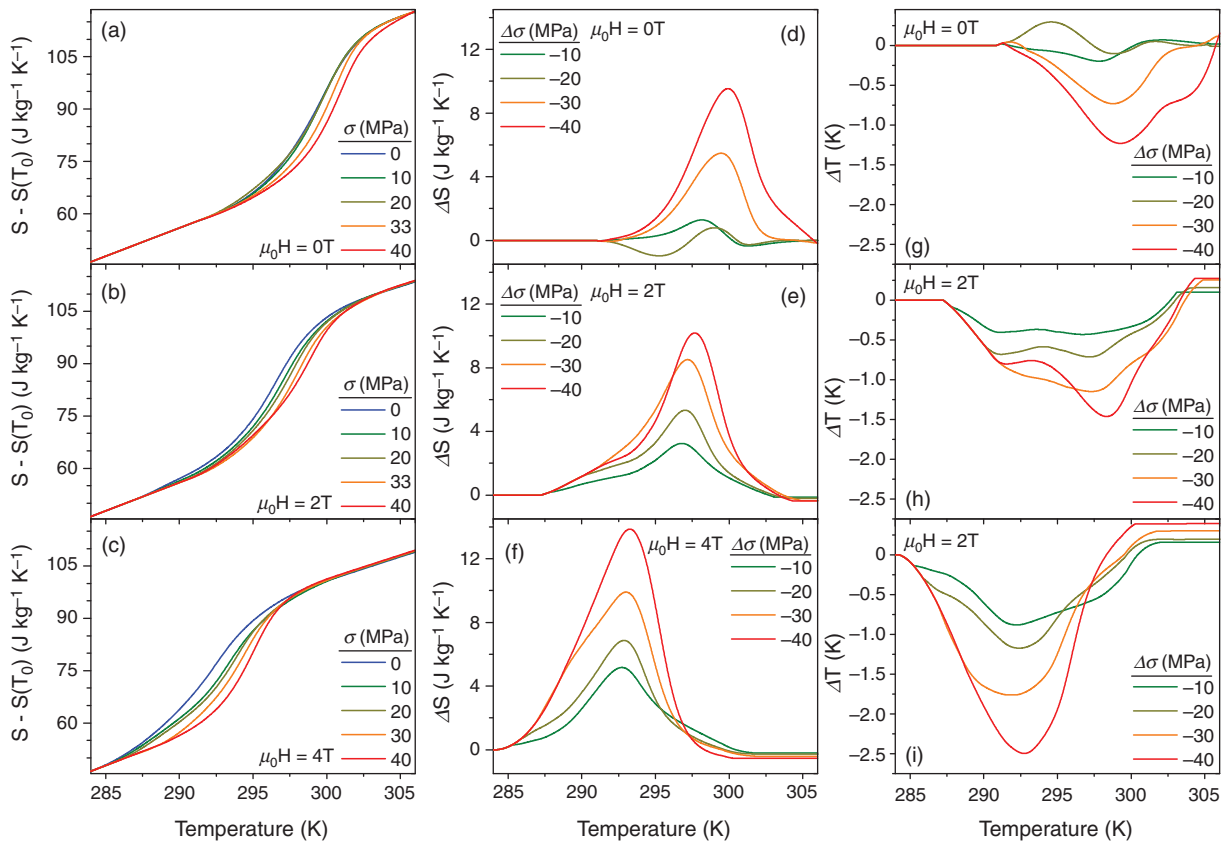 (a)
S - S(T0) (J kg–1 K–1)
105
90
75
60
σ (MPa)
0
10
20
33
40
μ0H = 0T
(b)
S - S(T0) (J kg–1 K–1)
105
90
75
60
σ (MPa)
0
10
20
33
40
μ0H = 2T
(c)
S - S(T0) (J kg–1 K–1)
105
90
75
60
σ (MPa)
0
10
20
30
40
μ0H = 4T
285 290 295 300 305
Temperature (K)
(d)
Δσ (MPa) μ0H = 0T
–10
–20
–30
–40
ΔS (J kg–1 K–1)
12
8
4
0
(e)
Δσ (MPa) μ0H = 2T
–10
–20
–30
–40
ΔS (J kg–1 K–1)
12
8
4
0
(f)
μ0H = 4T Δσ (MPa)
–10
–20
–30
–40
ΔS (J kg–1 K–1)
12
8
4
0
285 290 295 300 305
Temperature (K)
μ0H = 0T
ΔT (K)
0
–0.5
–1.0
–1.5
–2.0
–2.5
Δσ (MPa)
–10
–20
–30
–40
(g)
μ0H = 2T
ΔT (K)
0
–0.5
–1.0
–1.5
–2.0
–2.5
Δσ (MPa)
–10
–20
–30
–40
(h)
μ0H = 2T
ΔT (K)
0
–0.5
–1.0
–1.5
–2.0
–2.5
Δσ (MPa)
–10
–20
–30
–40
(i)
285 290 295 300 305
Temperature (K)